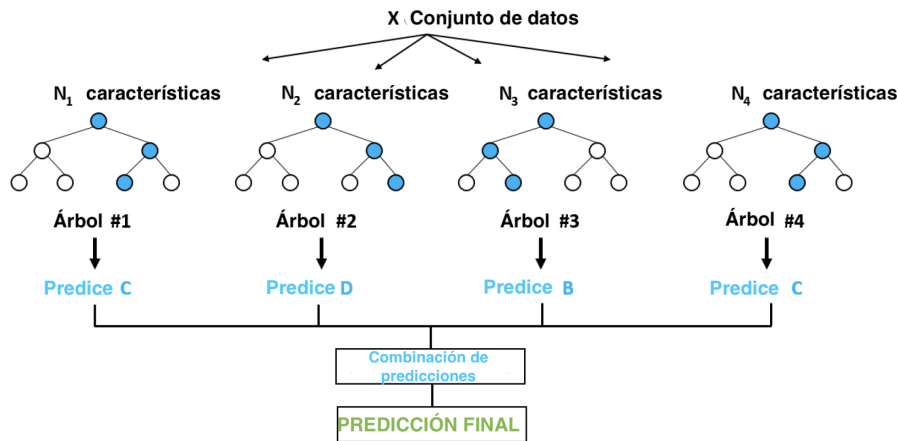 X Conjunto de datos
N1 características
N2 características
N3 características
N4 características
Árbol #1
Árbol #2
Árbol #3
Árbol #4
Predice C
Predice D
Predice B
Predice C
Combinación de
predicciones
PREDICCIÓN FINAL